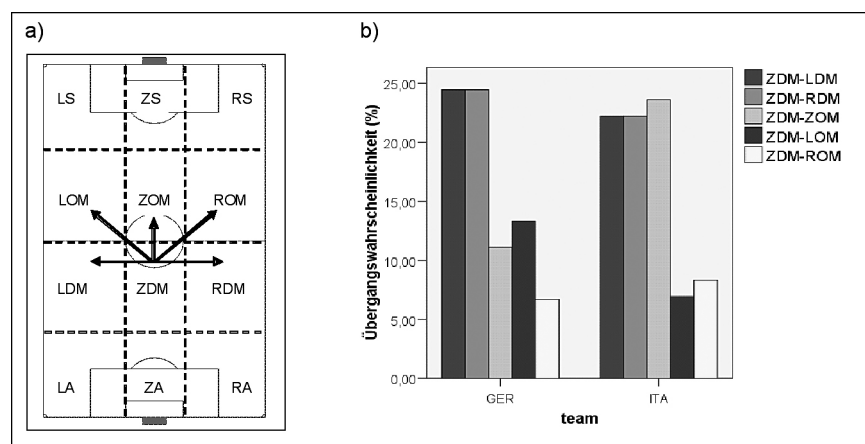 a)
LS ZS RS
LOM ZOM ROM
LDM ZDM RDM
LA ZA RA
b)
Übergangswahrscheinlichkeit (%)
25,00
20,00
15,00
10,00
5,00
0,00
GER ITA
team
ZDM-LDM
ZDM-RDM
ZDM-ZOM
ZDM-LOM
ZDM-ROM